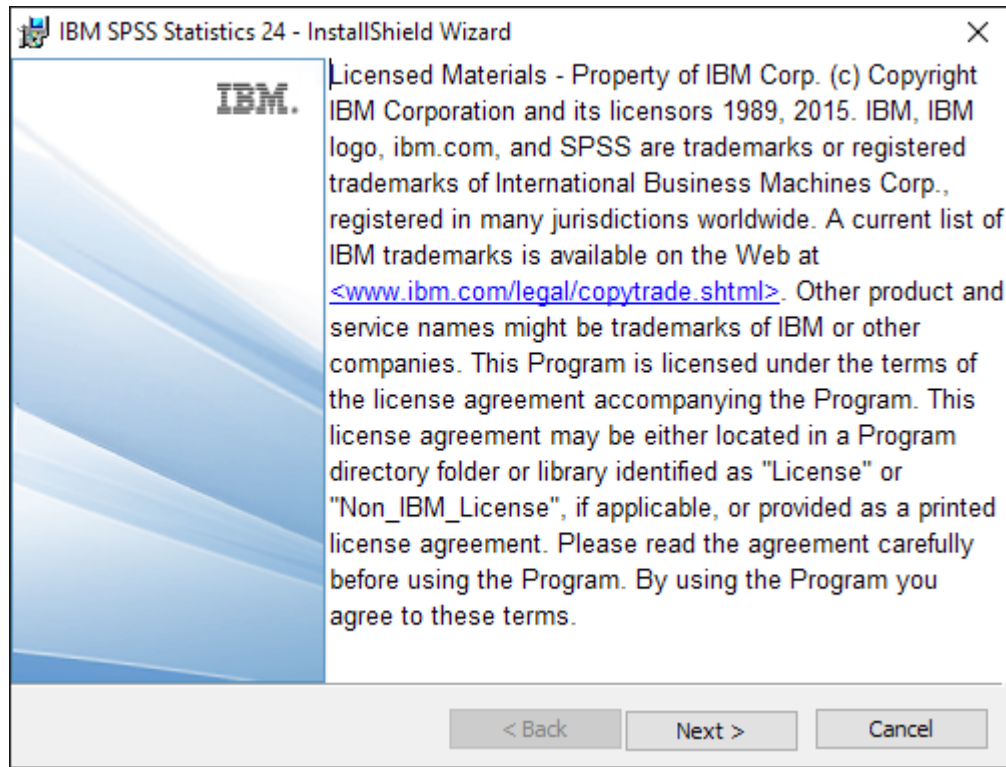 IBM SPSS Statistics 24 - InstallShield Wizard
IBM.
Licensed Materials - Property of IBM Corp. (c) Copyright
IBM Corporation and its licensors 1989, 2015. IBM, IBM
logo, ibm.com, and SPSS are trademarks or registered
trademarks of International Business Machines Corp.,
registered in many jurisdictions worldwide. A current list of
IBM trademarks is available on the Web at
<www.ibm.com/legal/copytrade.shtml>. Other product and
service names might be trademarks of IBM or other
companies. This Program is licensed under the terms of
the license agreement accompanying the Program. This
license agreement may be either located in a Program
directory folder or library identified as "License" or
"Non_IBM_License", if applicable, or provided as a printed
license agreement. Please read the agreement carefully
before using the Program. By using the Program you
agree to these terms.
< Back Next > Cancel